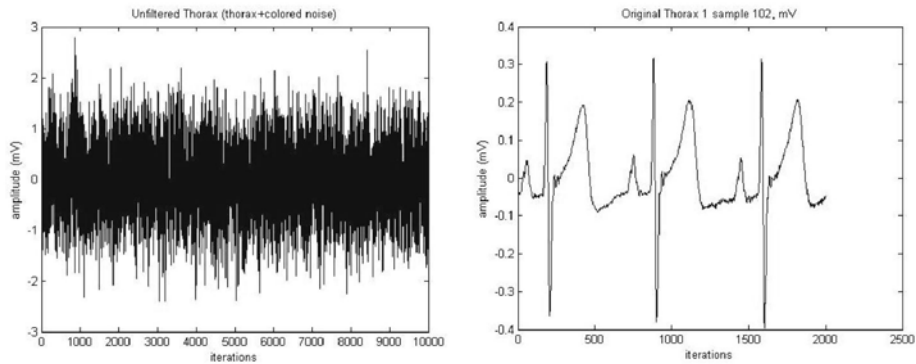 Unfiltered Thorax (thorax+colored noise)
3
2
1
0
-1
-2
-3
amplitude (mV)
0 1000 2000 3000 4000 5000 6000 7000 8000 9000 10000
iterations
Original Thorax 1 sample 102, mV
0.4
0.3
0.2
0.1
0
-0.1
-0.2
-0.3
-0.4
amplitude (mV)
0 500 1000 1500 2000 2500
iterations